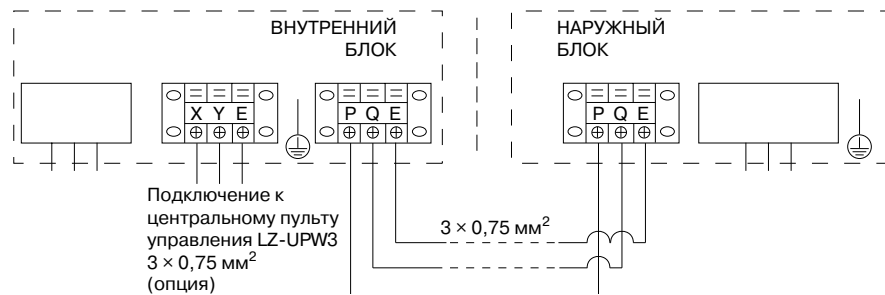 ВНУТРЕННИЙ
БЛОК
НАРУЖНЫЙ
БЛОК
X Y E
P Q E
P Q E
Подключение к
центральному пульту
управления LZ-UPW3
3 × 0,75 мм²
(опция)
3 × 0,75 мм²